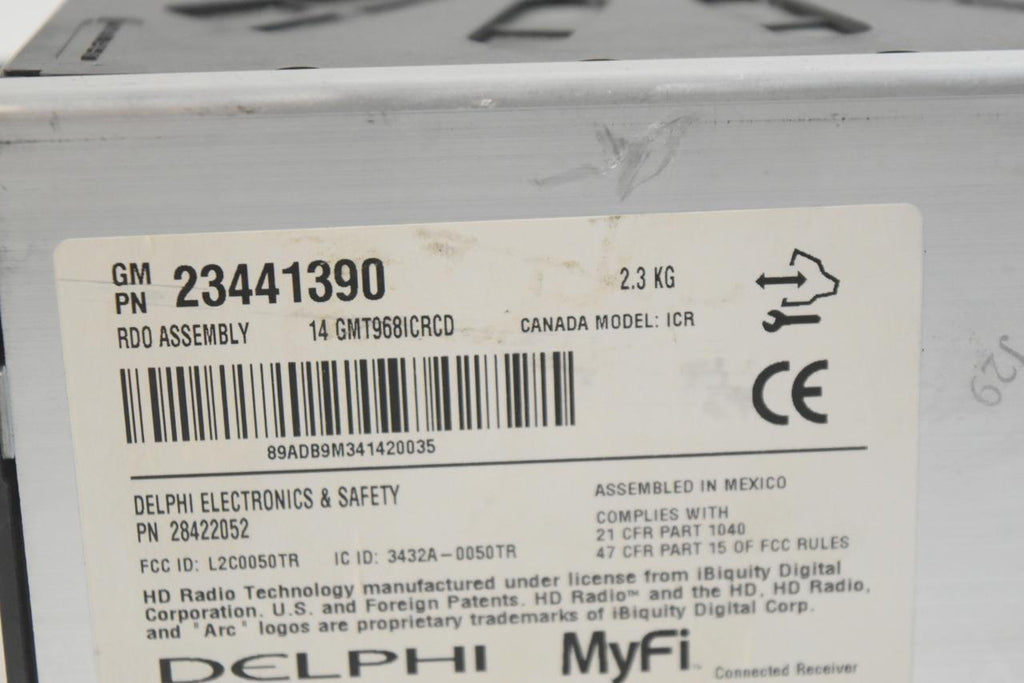 GM PN 23441390
2.3 KG
RDO ASSEMBLY 14 GMT968ICRCD CANADA MODEL: ICR
CE
89ADB9M341420035
DELPHI ELECTRONICS & SAFETY
PN 28422052
ASSEMBLED IN MEXICO
COMPLIES WITH
21 CFR PART 1040
47 CFR PART 15 OF FCC RULES
FCC ID: L2C0050TR IC ID: 3432A-0050TR
HD Radio Technology manufactured under license from iBiquity Digital
Corporation. U.S. and Foreign Patents. HD Radio™ and the HD, HD Radio,
and "Arc" logos are proprietary trademarks of iBiquity Digital Corp.
DELPHI MyFi™ Connected Receiver
J29